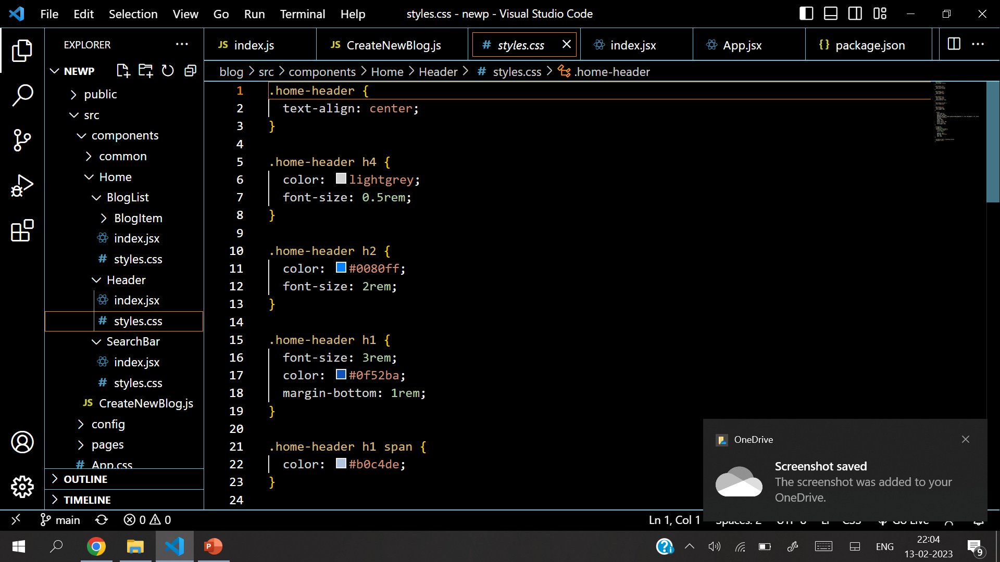 File Edit Selection View Go Run Terminal Help
styles.css - newp - Visual Studio Code
EXPLORER
NEWP
public
src
components
common
Home
BlogList
BlogItem
index.jsx
# styles.css
Header
index.jsx
# styles.css
SearchBar
index.jsx
# styles.css
JS CreateNewBlog.js
config
pages
# App.css
OUTLINE
TIMELINE
JS index.js
JS CreateNewBlog.js
# styles.css
index.jsx
App.jsx
{} package.json
blog > src > components > Home > Header > # styles.css > .home-header
1 .home-header {
2 text-align: center;
3 }
4
5 .home-header h4 {
6 color: lightgrey;
7 font-size: 0.5rem;
8 }
9
10 .home-header h2 {
11 color: #0080ff;
12 font-size: 2rem;
13 }
14
15 .home-header h1 {
16 font-size: 3rem;
17 color: #0f52ba;
18 margin-bottom: 1rem;
19 }
20
21 .home-header h1 span {
22 color: #b0c4de;
23 }
24
OneDrive
Screenshot saved
The screenshot was added to your
OneDrive.
main 0 0
Ln 1, Col 1 Spaces: 2 UTF-8 LF CSS Go Live
ENG
22:04
13-02-2023
9